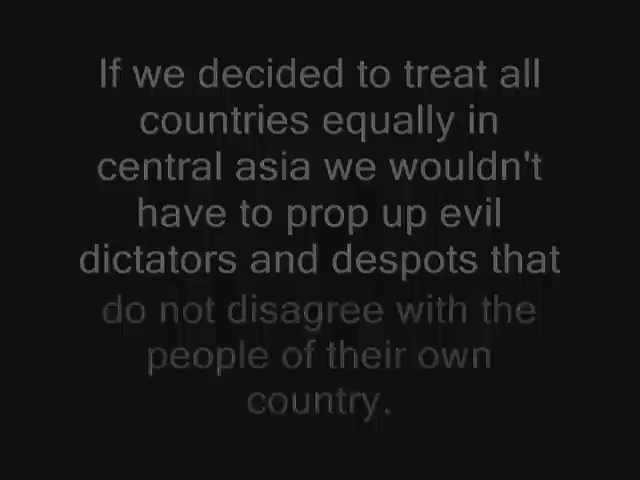 If we decided to treat all
countries equally in
central asia we wouldn't
have to prop up evil
dictators and despots that
do not disagree with the
people of their own
country.